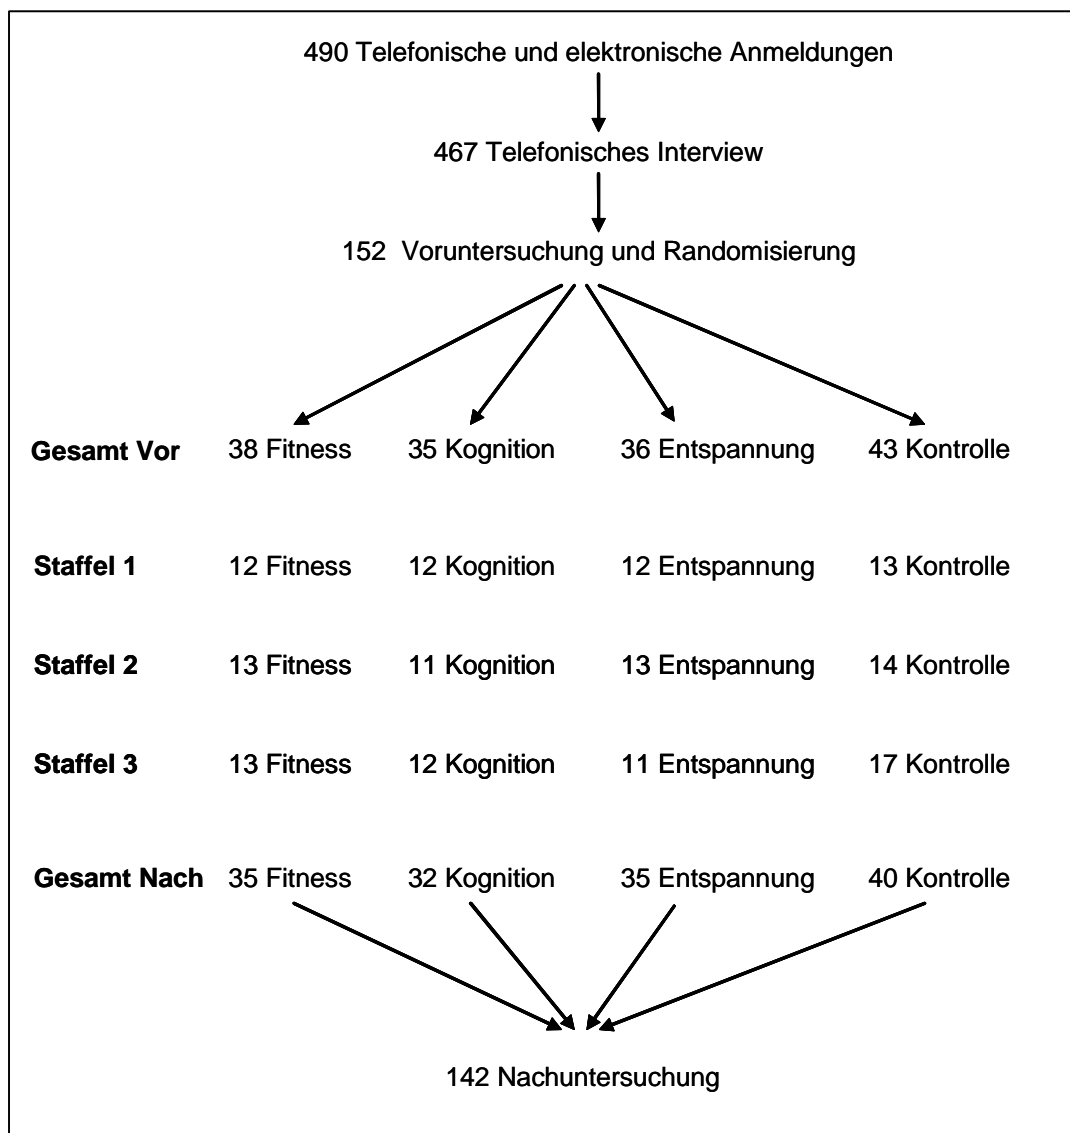 490 Telefonische und elektronische Anmeldungen
467 Telefonisches Interview
152 Voruntersuchung und Randomisierung
Gesamt Vor 38 Fitness 35 Kognition 36 Entspannung 43 Kontrolle
Staffel 1 12 Fitness 12 Kognition 12 Entspannung 13 Kontrolle
Staffel 2 13 Fitness 11 Kognition 13 Entspannung 14 Kontrolle
Staffel 3 13 Fitness 12 Kognition 11 Entspannung 17 Kontrolle
Gesamt Nach 35 Fitness 32 Kognition 35 Entspannung 40 Kontrolle
142 Nachuntersuchung